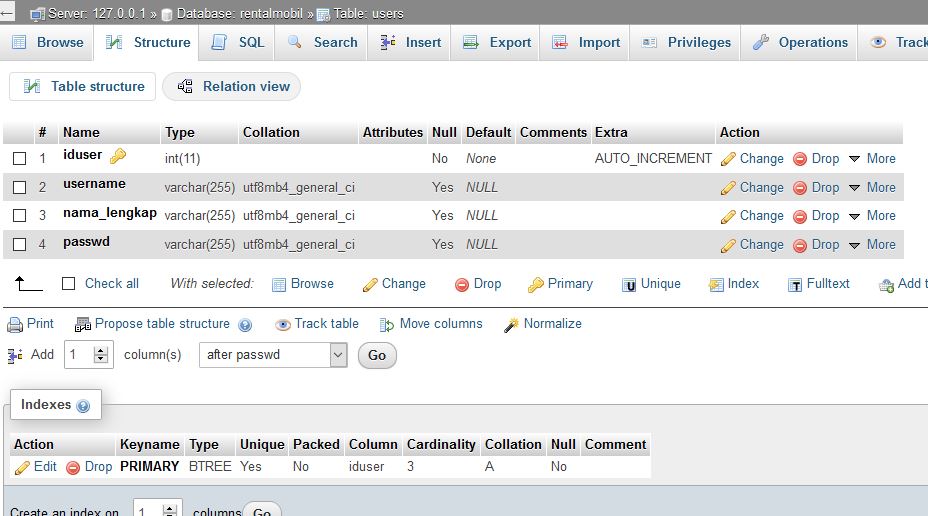 Server: 127.0.0.1 » Database: rentalmobil » Table: users
Browse Structure SQL Search Insert Export Import Privileges Operations Track
Table structure Relation view
# Name Type Collation Attributes Null Default Comments Extra Action
1 iduser int(11) No None AUTO_INCREMENT Change Drop More
2 username varchar(255) utf8mb4_general_ci Yes NULL Change Drop More
3 nama_lengkap varchar(255) utf8mb4_general_ci Yes NULL Change Drop More
4 passwd varchar(255) utf8mb4_general_ci Yes NULL Change Drop More
Check all With selected: Browse Change Drop Primary Unique Index Fulltext Add t
Print Propose table structure Track table Move columns Normalize
Add 1 column(s) after passwd Go
Indexes
Action Keyname Type Unique Packed Column Cardinality Collation Null Comment
Edit Drop PRIMARY BTREE Yes No iduser 3 A No
Create an index on 1 columns Go